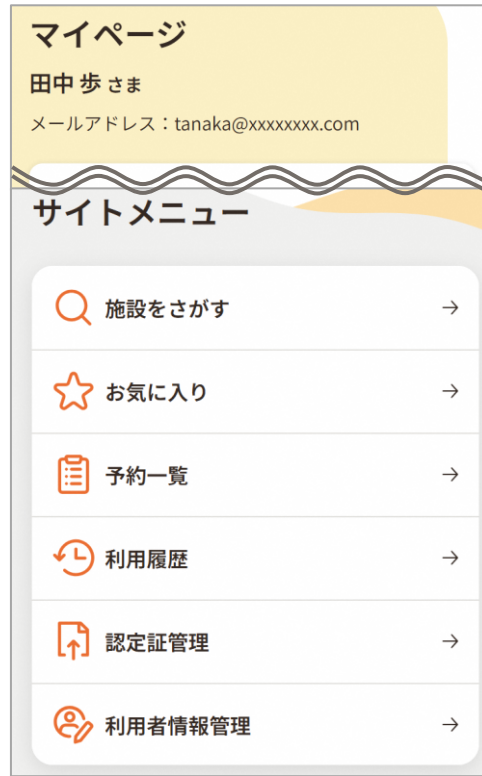 マイページ
田中 歩 さま
メールアドレス：tanaka@xxxxxxxx.com
サイトメニュー
施設をさがす →
お気に入り →
予約一覧 →
利用履歴 →
認定証管理 →
利用者情報管理 →